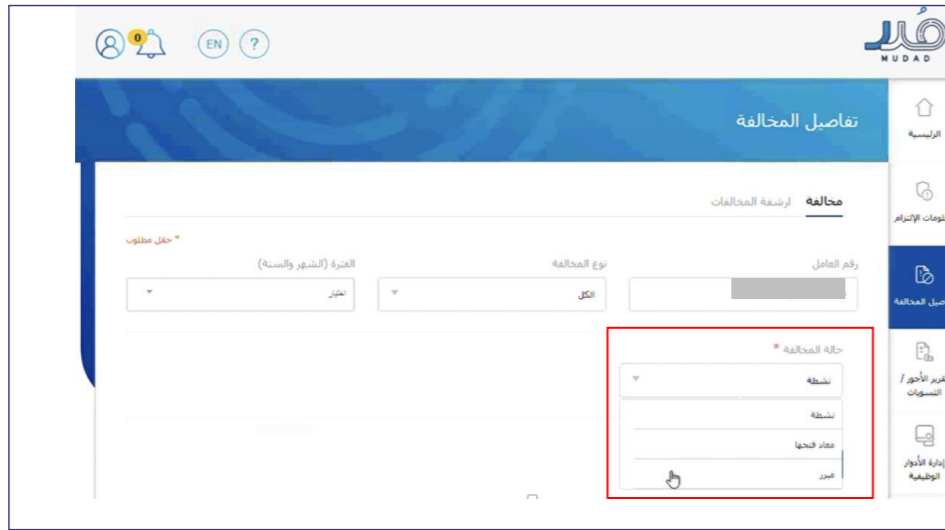 مُدد
MUDAD
0
EN
?
تفاصيل المخالفة
الرئيسية
لومات الإلتزام
صيل المخالفة
قرير الأجور /
التسويات
إدارة الأدوار
الوظيفية
مخالفة
ارشفة المخالفات
* حقل مطلوب
رقم العامل
نوع المخالفة
الفترة (الشهر والسنة)
الكل
اختيار
حالة المخالفة *
نشطة
نشطة
معاد فتحها
مبرر